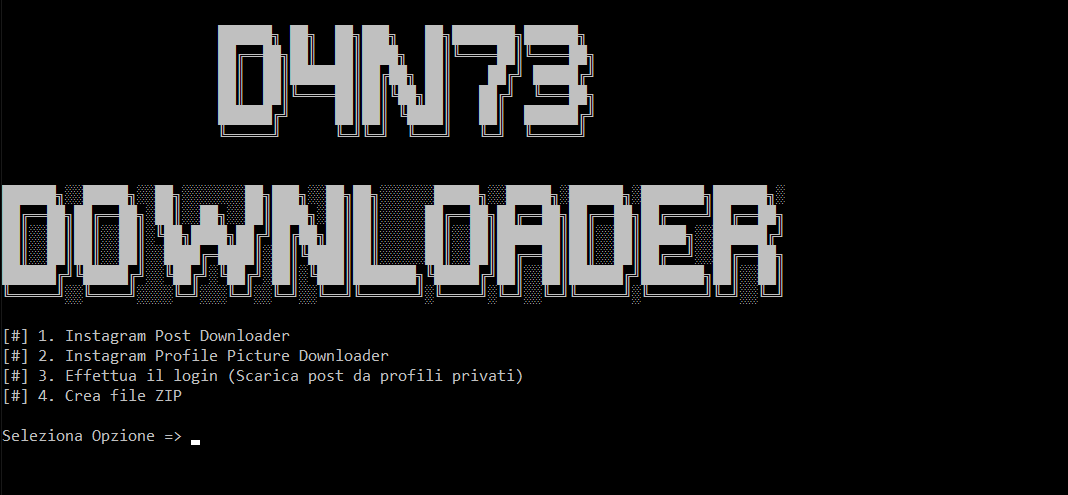 D4N73
DOWNLOADER
[#] 1. Instagram Post Downloader
[#] 2. Instagram Profile Picture Downloader
[#] 3. Effettua il login (Scarica post da profili privati)
[#] 4. Crea file ZIP
Seleziona Opzione =>